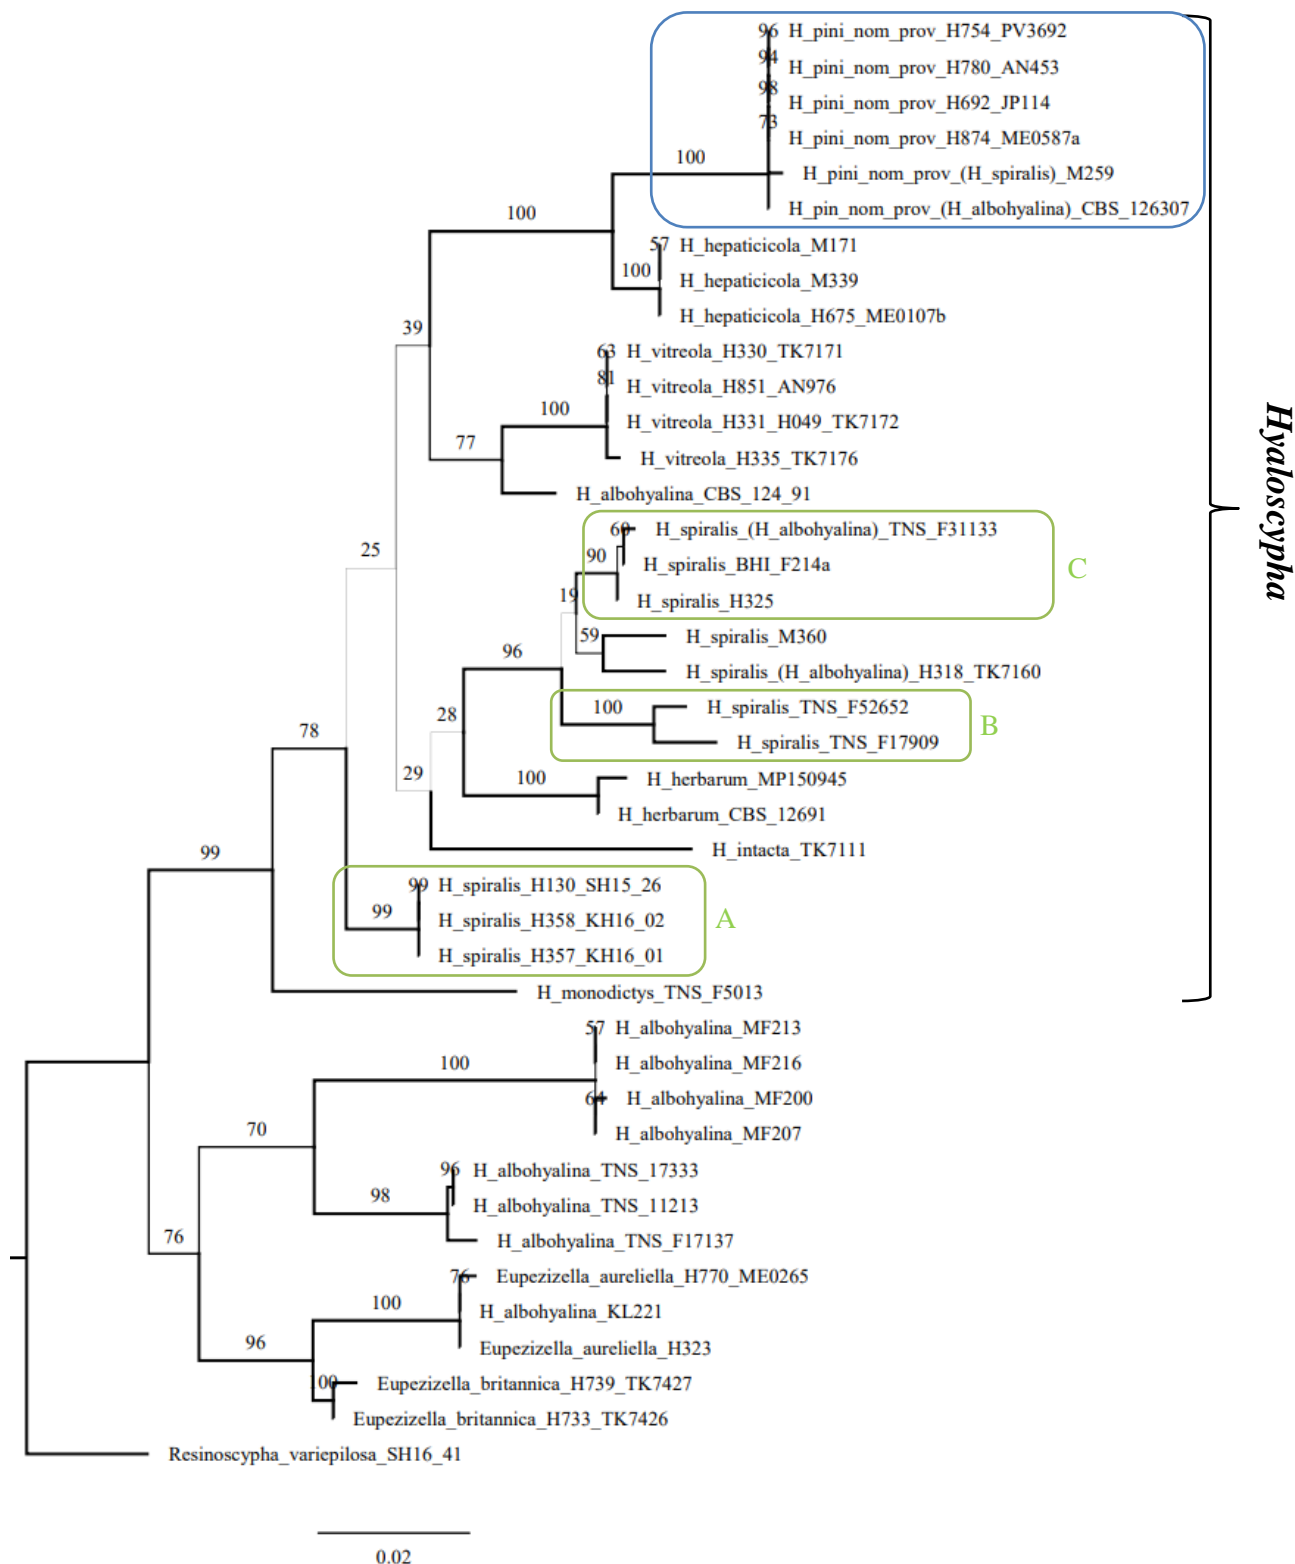 96 H_pini_nom_prov_H754_PV3692
94
H_pini_nom_prov_H780_AN453
98
H_pini_nom_prov_H692_JP114
73
H_pini_nom_prov_H874_ME0587a
100
H_pini_nom_prov_(H_spiralis)_M259
H_pin_nom_prov_(H_albohyalina)_CBS_126307
100
57 H_hepaticicola_M171
100
H_hepaticicola_M339
H_hepaticicola_H675_ME0107b
39
63 H_vitreola_H330_TK7171
81
H_vitreola_H851_AN976
100
H_vitreola_H331_H049_TK7172
77
H_vitreola_H335_TK7176
H_albohyalina_CBS_124_91
Hyaloscypha
60 H_spiralis_(H_albohyalina)_TNS_F31133
25
90
H_spiralis_BHI_F214a
C
19
H_spiralis_H325
59
H_spiralis_M360
96
H_spiralis_(H_albohyalina)_H318_TK7160
100
H_spiralis_TNS_F52652
28
B
78
H_spiralis_TNS_F17909
29
100
H_herbarum_MP150945
H_herbarum_CBS_12691
99
H_intacta_TK7111
99 H_spiralis_H130_SH15_26
99
H_spiralis_H358_KH16_02
A
H_spiralis_H357_KH16_01
H_monodictys_TNS_F5013
57 H_albohyalina_MF213
100
H_albohyalina_MF216
64 H_albohyalina_MF200
70
H_albohyalina_MF207
96 H_albohyalina_TNS_17333
98
H_albohyalina_TNS_11213
76
H_albohyalina_TNS_F17137
76 Eupezizella_aureliella_H770_ME0265
100
H_albohyalina_KL221
96
Eupezizella_aureliella_H323
100 Eupezizella_britannica_H739_TK7427
Eupezizella_britannica_H733_TK7426
Resinoscypha_variepilosa_SH16_41
0.02